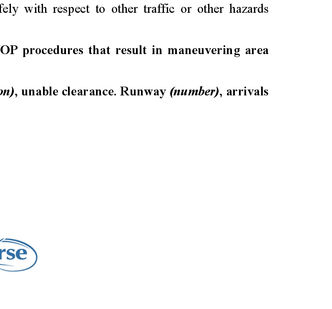 fely with respect to other traffic or other hazards
OP procedures that result in maneuvering area
on), unable clearance. Runway (number), arrivals
rse